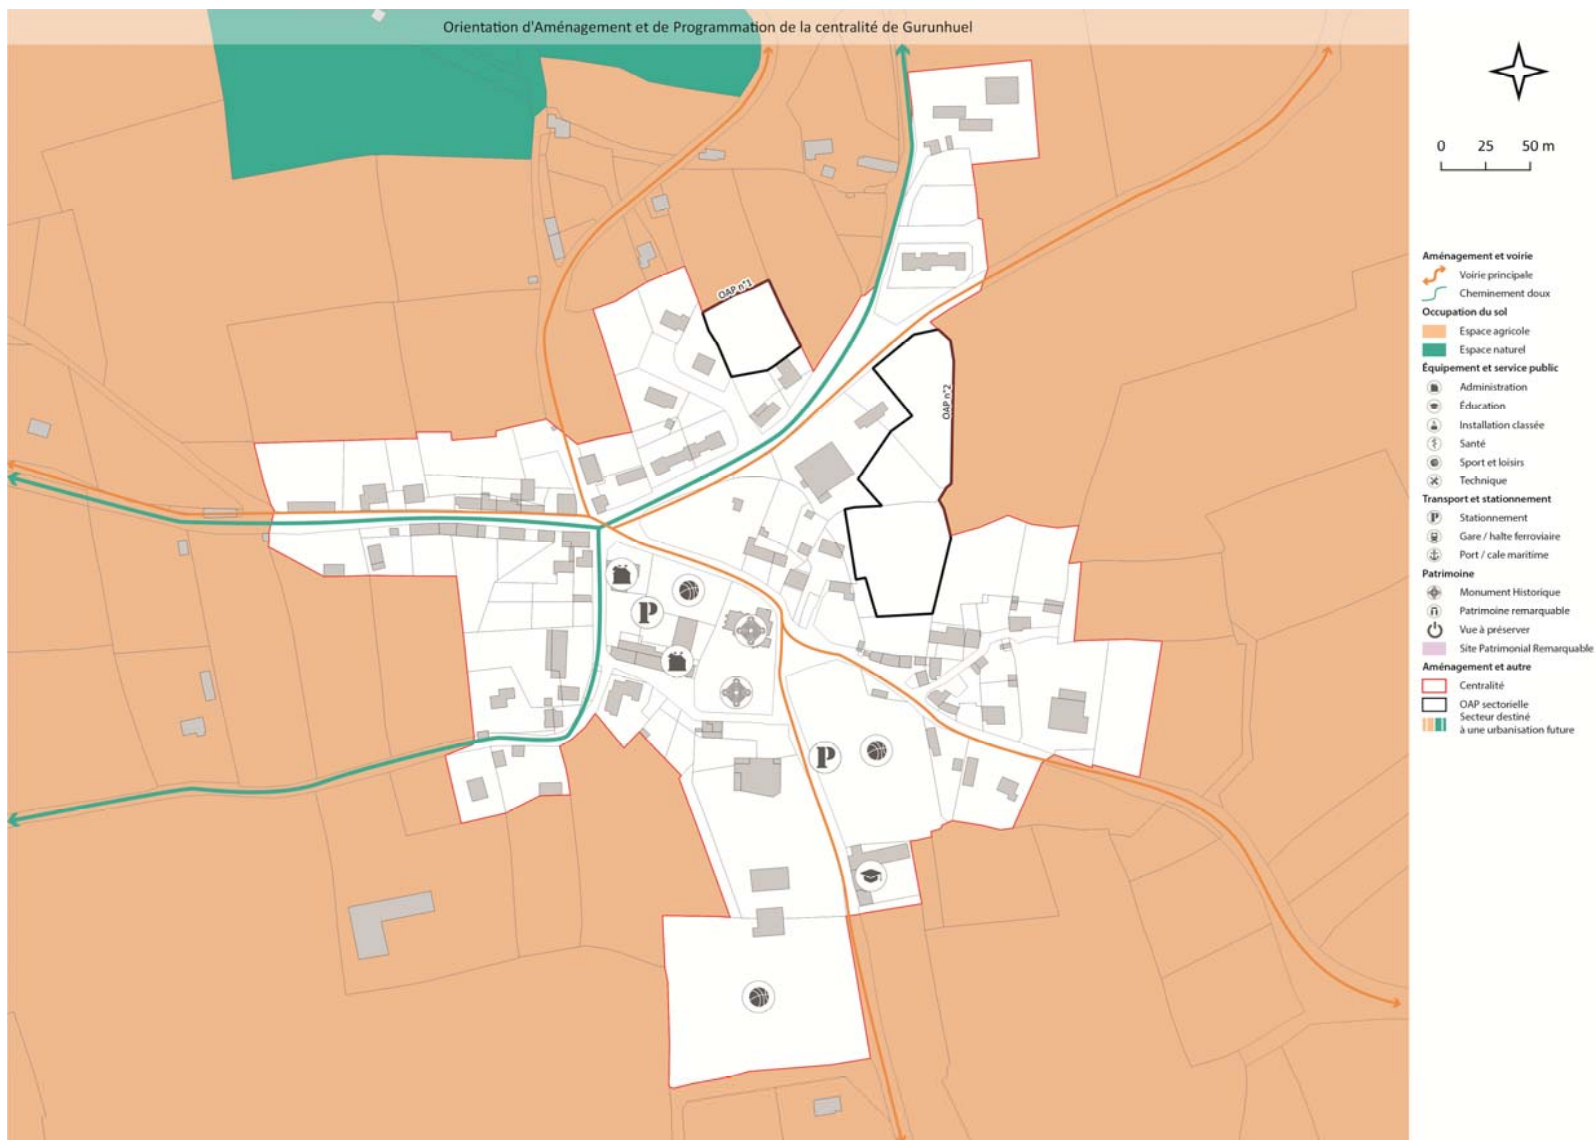 Orientation d'Aménagement et de Programmation de la centralité de Gurunhuel
0 25 50 m
OAP n°1
OAP n°2
P
P
Aménagement et voirie
Voirie principale
Cheminement doux
Occupation du sol
Espace agricole
Espace naturel
Équipement et service public
Administration
Éducation
Installation classée
Santé
Sport et loisirs
Technique
Transport et stationnement
P Stationnement
Gare / halte ferroviaire
Port / cale maritime
Patrimoine
Monument Historique
Patrimoine remarquable
Vue à préserver
Site Patrimonial Remarquable
Aménagement et autre
Centralité
OAP sectorielle
Secteur destiné
à une urbanisation future